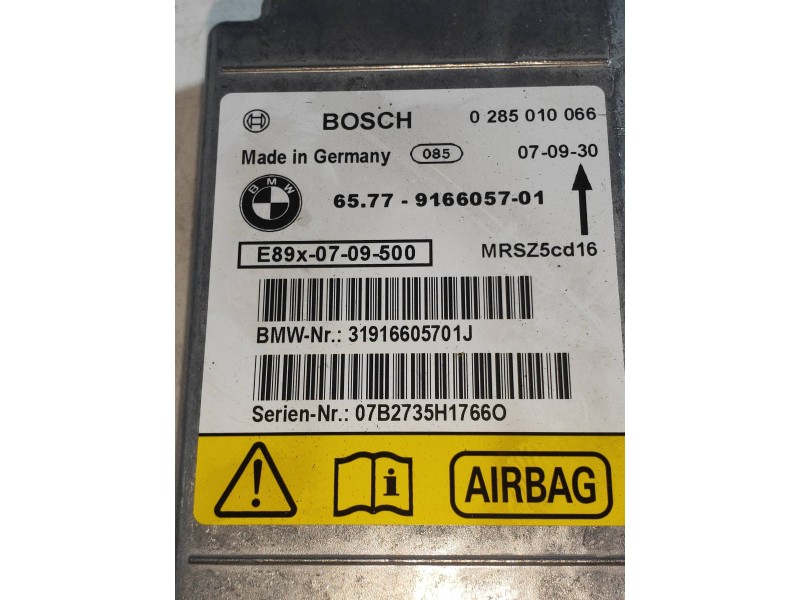 BOSCH 0 285 010 066
Made in Germany 085 07-09-30
BMW 65.77 - 9166057-01
E89x-07-09-500 MRSZ5cd16
BMW-Nr.: 31916605701J
Serien-Nr.: 07B2735H1766O
AIRBAG